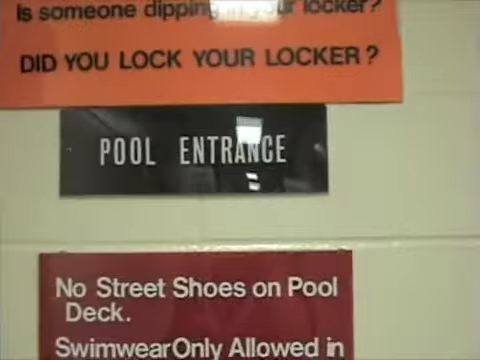 Is someone dipping in your locker?
DID YOU LOCK YOUR LOCKER?
POOL ENTRANCE
No Street Shoes on Pool
Deck.
Swimwear Only Allowed in